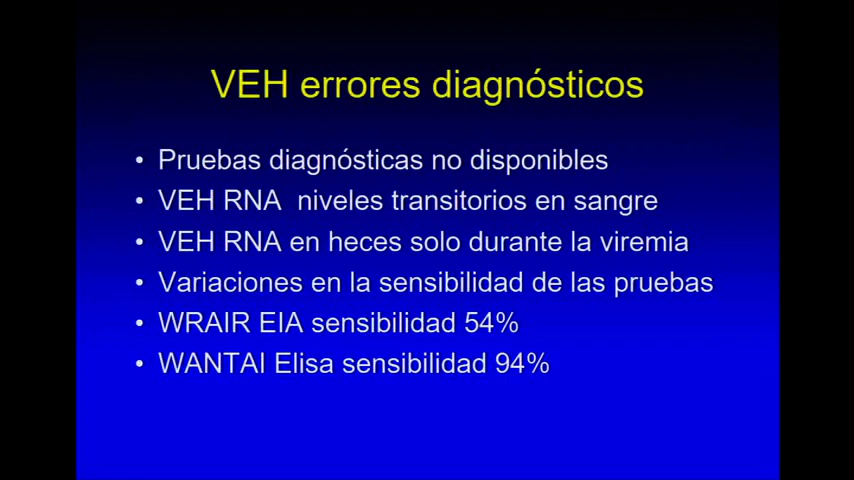 VEH errores diagnósticos
• Pruebas diagnósticas no disponibles
• VEH RNA  niveles transitorios en sangre
• VEH RNA en heces solo durante la viremia
• Variaciones en la sensibilidad de las pruebas
• WRAIR EIA sensibilidad 54%
• WANTAI Elisa sensibilidad 94%